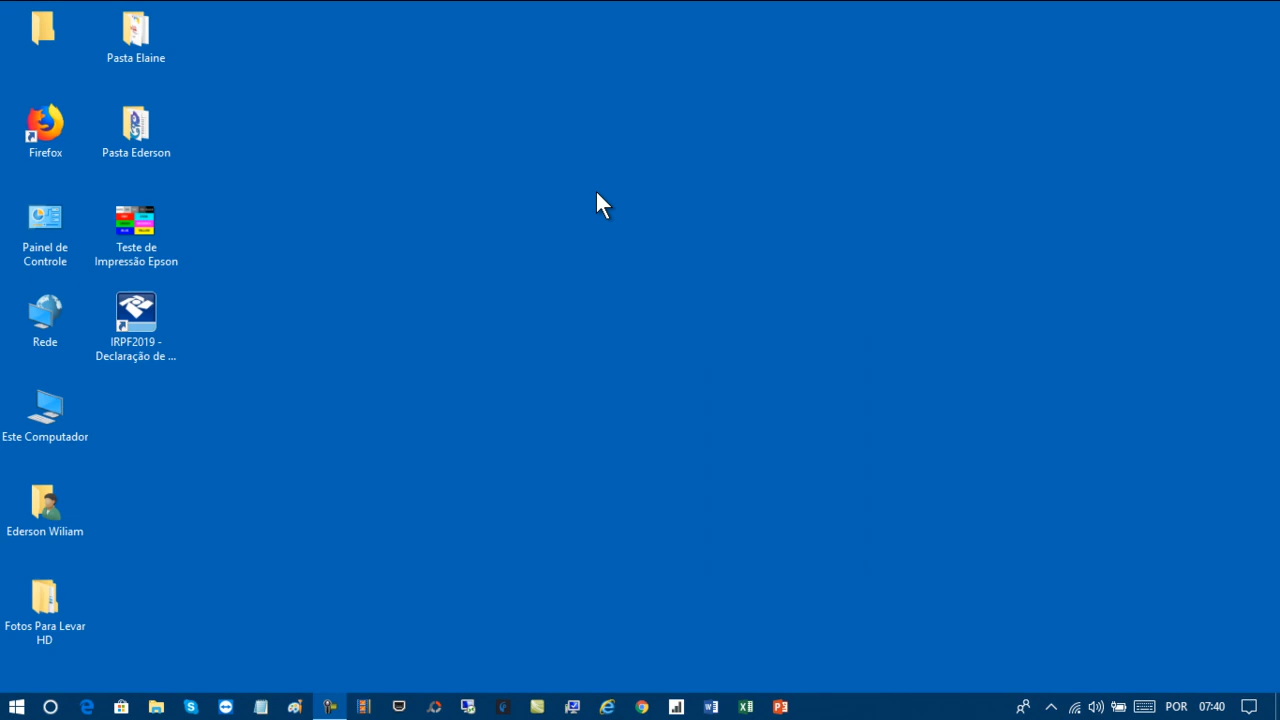 Pasta Elaine
Firefox
Pasta Ederson
Painel de
Controle
Teste de
Impressão Epson
Rede
IRPF2019 -
Declaração de ...
Este Computador
Ederson Wiliam
Fotos Para Levar
HD
POR
07:40